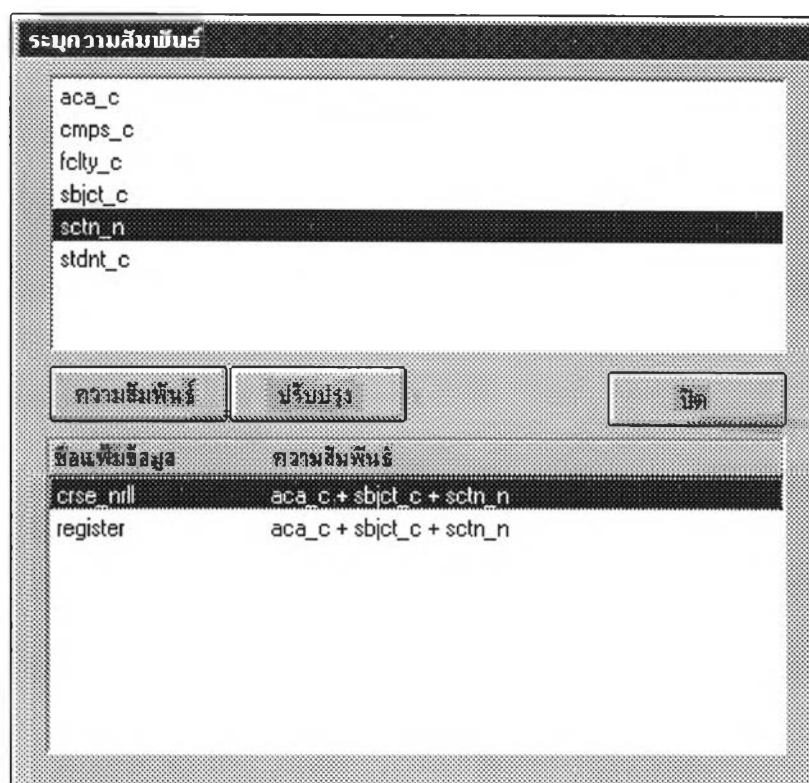 ระบุความสัมพันธ์
aca_c
cmps_c
fclty_c
sbjct_c
sctn_n
stdnt_c
ความสัมพันธ์ ปรับปรุง ปิด
ชื่อแฟ้มข้อมูล ความสัมพันธ์
crse_nrll aca_c + sbjct_c + sctn_n
register aca_c + sbjct_c + sctn_n